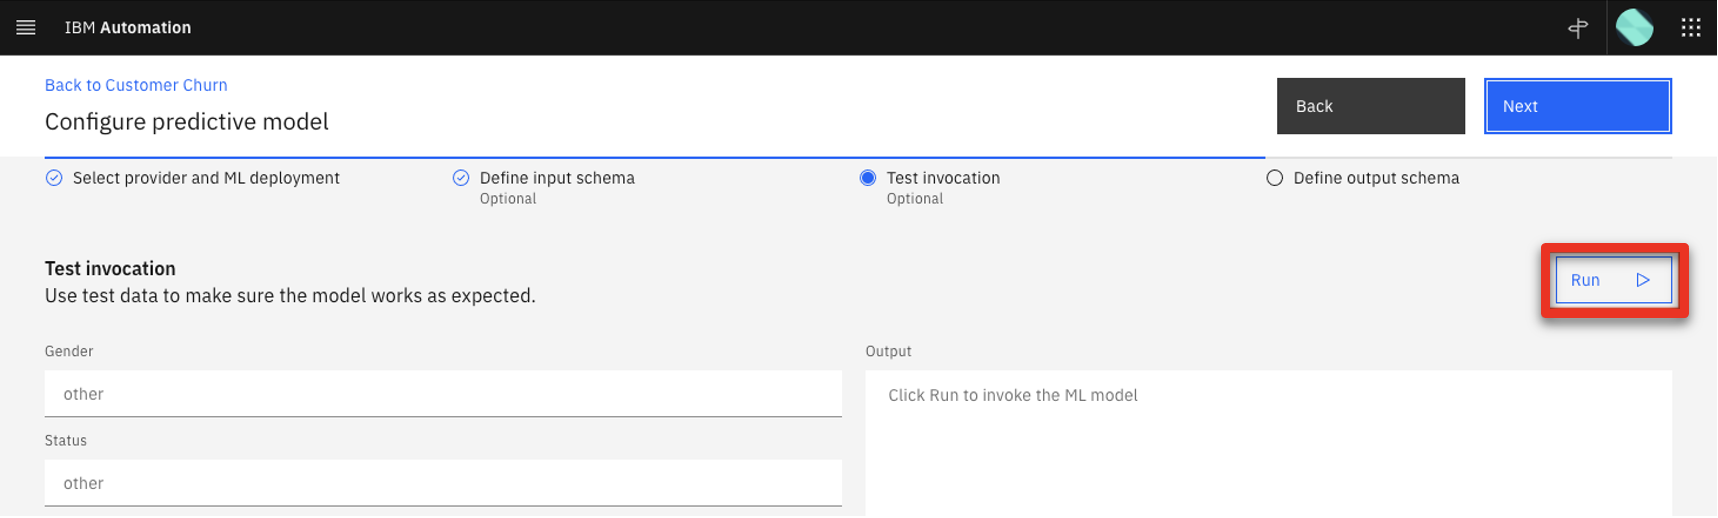 IBM Automation
Back to Customer Churn
Configure predictive model
Back
Next
Select provider and ML deployment
Define input schema
Optional
Test invocation
Optional
Define output schema
Test invocation
Use test data to make sure the model works as expected.
Run
Gender
other
Status
other
Output
Click Run to invoke the ML model